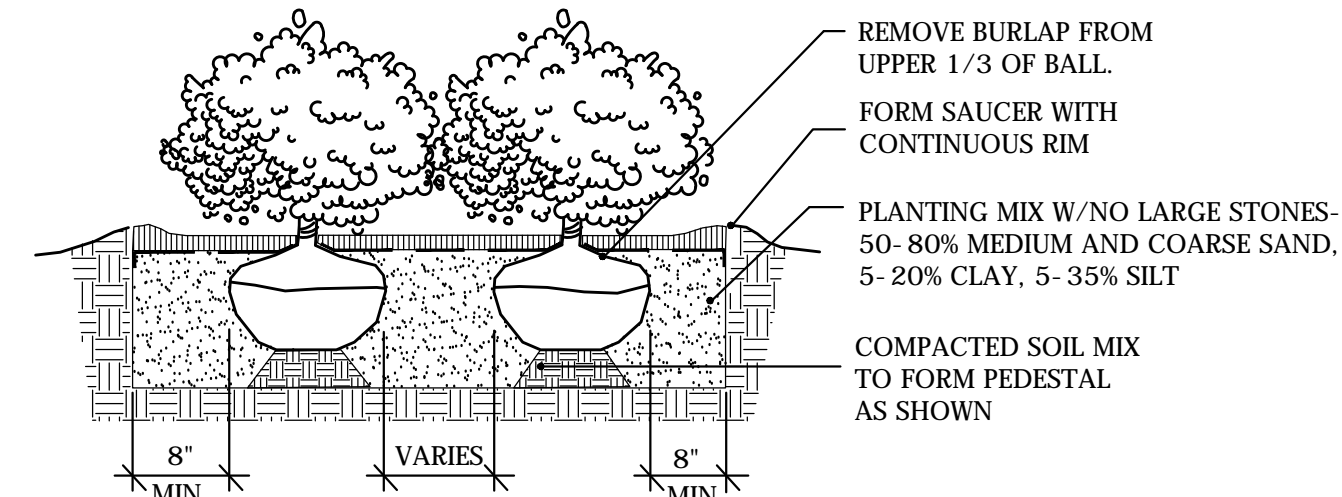 REMOVE BURLAP FROM
UPPER 1/3 OF BALL.
FORM SAUCER WITH
CONTINUOUS RIM
PLANTING MIX W/NO LARGE STONES-
50-80% MEDIUM AND COARSE SAND,
5-20% CLAY, 5-35% SILT
COMPACTED SOIL MIX
TO FORM PEDESTAL
AS SHOWN
8" VARIES 8"
MIN MIN